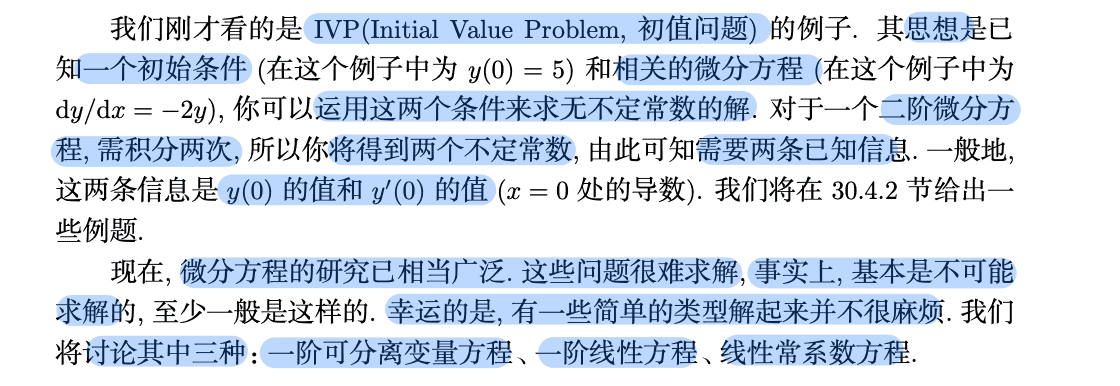 我们刚才看的是 IVP(Initial Value Problem, 初值问题) 的例子. 其思想是已
知一个初始条件 (在这个例子中为 y(0) = 5) 和相关的微分方程 (在这个例子中为
dy/dx = −2y), 你可以运用这两个条件来求无不定常数的解. 对于一个二阶微分方
程, 需积分两次, 所以你将得到两个不定常数, 由此可知需要两条已知信息. 一般地,
这两条信息是 y(0) 的值和 y′(0) 的值 (x = 0 处的导数). 我们将在 30.4.2 节给出一
些例题.
现在, 微分方程的研究已相当广泛. 这些问题很难求解, 事实上, 基本是不可能
求解的, 至少一般是这样的. 幸运的是, 有一些简单的类型解起来并不很麻烦. 我们
将讨论其中三种: 一阶可分离变量方程、一阶线性方程、线性常系数方程.